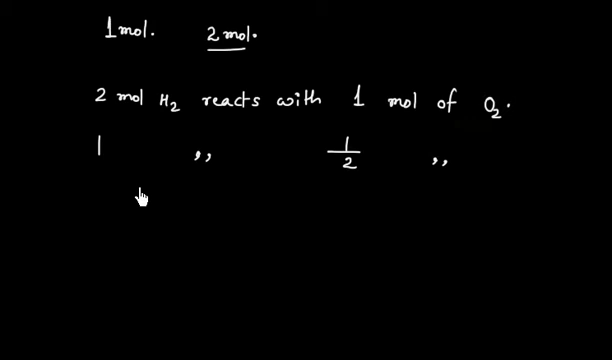 1 mol. 2 mol.
2 mol H₂ reacts with 1 mol of O₂.
1 ,, 1/2 ,,